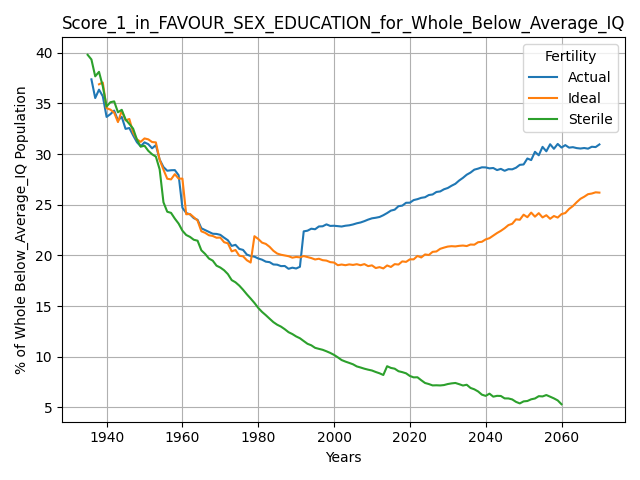 Score_1_in_FAVOUR_SEX_EDUCATION_for_Whole_Below_Average_IQ
Fertility
Actual
Ideal
Sterile
% of Whole Below_Average_IQ Population
40
35
30
25
20
15
10
5
1940 1960 1980 2000 2020 2040 2060
Years